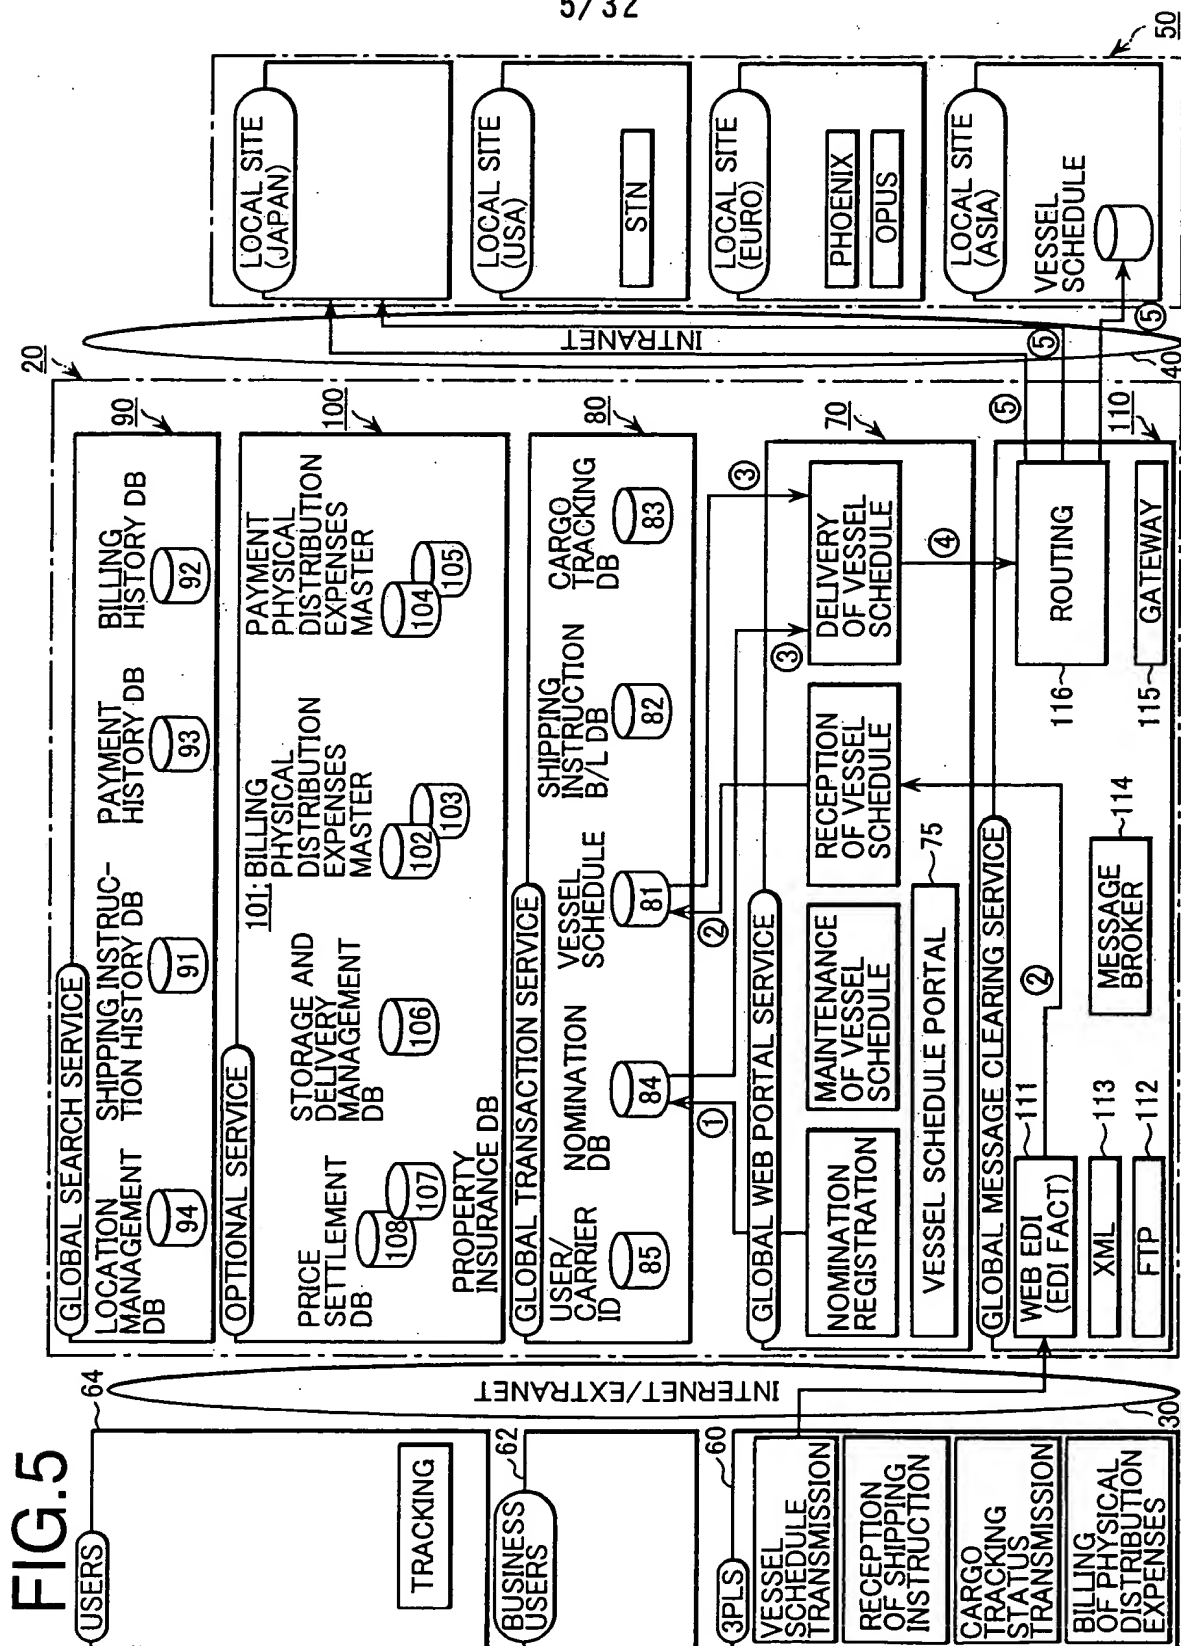 5/32
FIG.5
USERS
64
TRACKING
BUSINESS
USERS
62
3PLS
60
VESSEL
SCHEDULE
TRANSMISSION
RECEPTION
OF SHIPPING
INSTRUCTION
CARGO
TRACKING
STATUS
TRANSMISSION
BILLING
OF PHYSICAL
DISTRIBUTION
EXPENSES
INTERNET/EXTRANET
30
20
GLOBAL SEARCH SERVICE
90
LOCATION
MANAGEMENT
DB
94
SHIPPING INSTRUC-
TION HISTORY DB
91
PAYMENT
HISTORY DB
93
BILLING
HISTORY DB
92
OPTIONAL SERVICE
100
PRICE
SETTLEMENT
DB
108
107
PROPERTY
INSURANCE DB
STORAGE AND
DELIVERY
MANAGEMENT
DB
106
101: BILLING
PHYSICAL
DISTRIBUTION
EXPENSES
MASTER
102
103
PAYMENT
PHYSICAL
DISTRIBUTION
EXPENSES
MASTER
104
105
GLOBAL TRANSACTION SERVICE
80
USER/
CARRIER
ID
85
NOMINATION
DB
84
VESSEL
SCHEDULE
81
SHIPPING
INSTRUCTION
B/L DB
82
CARGO
TRACKING
DB
83
①
②
③
③
GLOBAL WEB PORTAL SERVICE
70
NOMINATION
REGISTRATION
MAINTENANCE
OF VESSEL
SCHEDULE
RECEPTION
OF VESSEL
SCHEDULE
DELIVERY
OF VESSEL
SCHEDULE
VESSEL SCHEDULE PORTAL
75
④
GLOBAL MESSAGE CLEARING SERVICE
110
WEB EDI
(EDI FACT)
111
②
XML
113
FTP
112
MESSAGE
BROKER
114
ROUTING
116
GATEWAY
115
⑤
⑤
⑤
INTRANET
40
LOCAL SITE
(JAPAN)
LOCAL SITE
(USA)
STN
LOCAL SITE
(EURO)
PHOENIX
OPUS
LOCAL SITE
(ASIA)
VESSEL
SCHEDULE
50